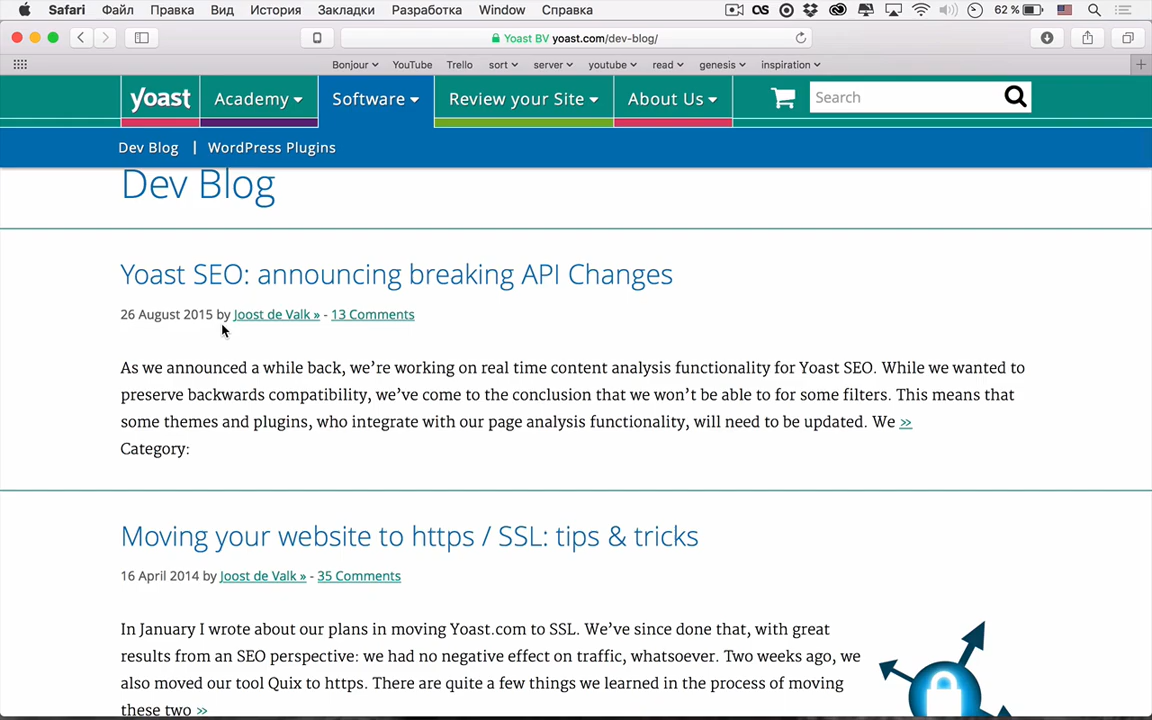 Safari Файл Правка Вид История Закладки Разработка Window Справка 62 %
Yoast BV yoast.com/dev-blog/
Bonjour YouTube Trello sort server youtube read genesis inspiration
yoast Academy Software Review your Site About Us Search
Dev Blog | WordPress Plugins
Dev Blog
Yoast SEO: announcing breaking API Changes
26 August 2015 by Joost de Valk » - 13 Comments
As we announced a while back, we’re working on real time content analysis functionality for Yoast SEO. While we wanted to
preserve backwards compatibility, we’ve come to the conclusion that we won’t be able to for some filters. This means that
some themes and plugins, who integrate with our page analysis functionality, will need to be updated. We »
Category:
Moving your website to https / SSL: tips & tricks
16 April 2014 by Joost de Valk » - 35 Comments
In January I wrote about our plans in moving Yoast.com to SSL. We’ve since done that, with great
results from an SEO perspective: we had no negative effect on traffic, whatsoever. Two weeks ago, we
also moved our tool Quix to https. There are quite a few things we learned in the process of moving
these two »